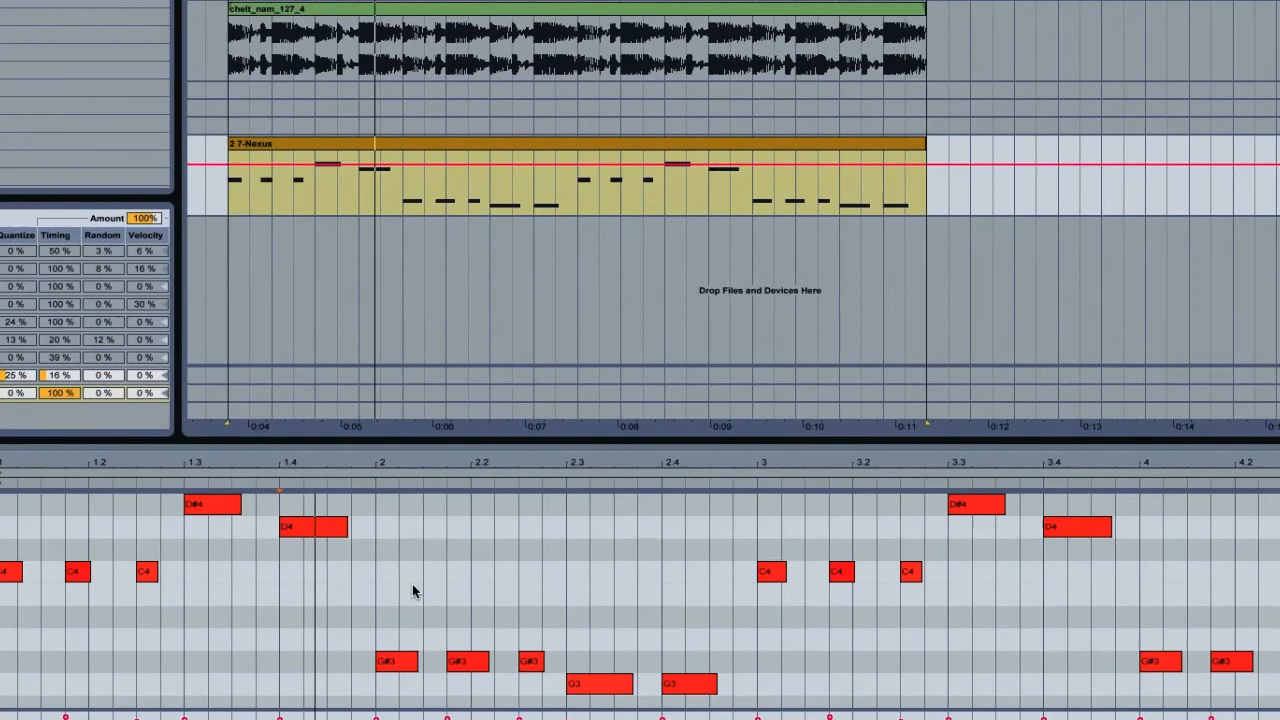 chelt_nam_127_4
2 7-Nexus
Amount 100%
Quantize Timing Random Velocity
0 % 50 % 3 % 6 %
0 % 100 % 8 % 16 %
0 % 100 % 0 % 0 %
0 % 100 % 0 % 30 %
24 % 100 % 0 % 0 %
13 % 20 % 12 % 0 %
0 % 39 % 0 % 0 %
25 % 16 % 0 % 0 %
0 % 100 % 0 % 0 %
Drop Files and Devices Here
0:04 0:05 0:06 0:07 0:08 0:09 0:10 0:11 0:12 0:13 0:14
1.2 1.3 1.4 2 2.2 2.3 2.4 3 3.2 3.3 3.4 4 4.2
D#4 D#4
D4 D4
C4 C4 C4 C4 C4
G#3 G#3 G#3 G#3 G#3
G3 G3